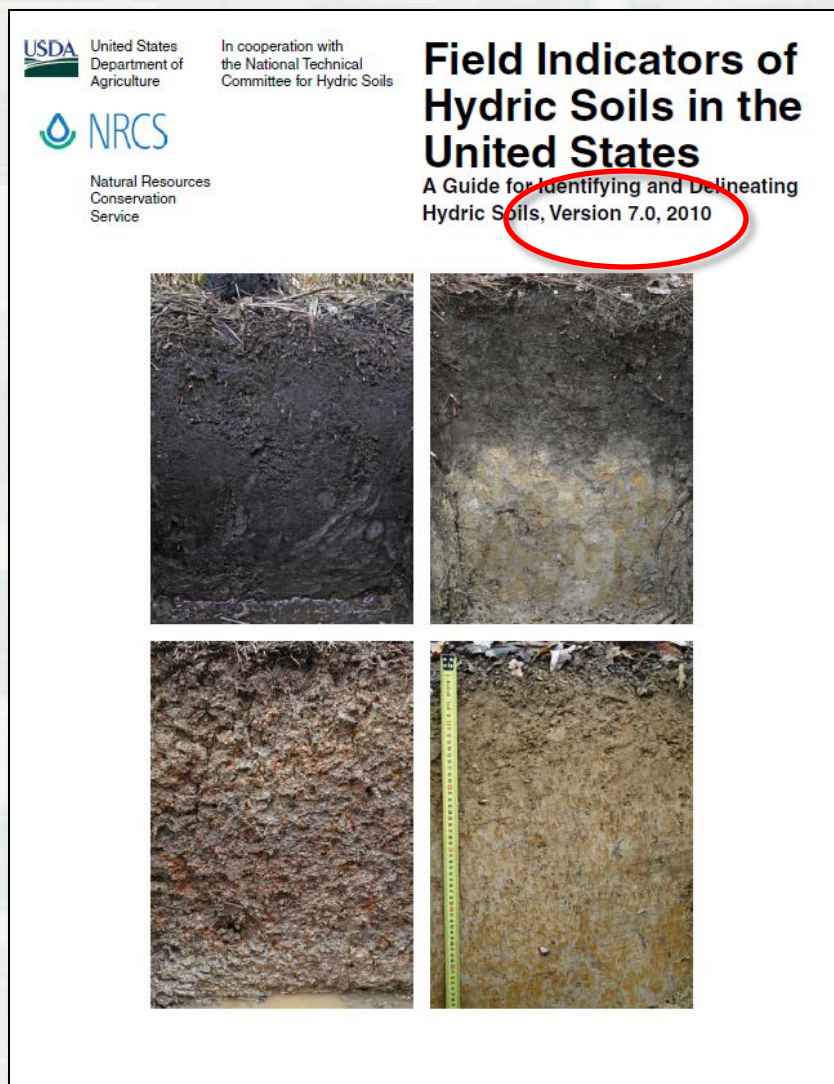 USDA
United States
Department of
Agriculture
In cooperation with
the National Technical
Committee for Hydric Soils
NRCS
Natural Resources
Conservation
Service
Field Indicators of
Hydric Soils in the
United States
A Guide for Identifying and Delineating
Hydric Soils, Version 7.0, 2010